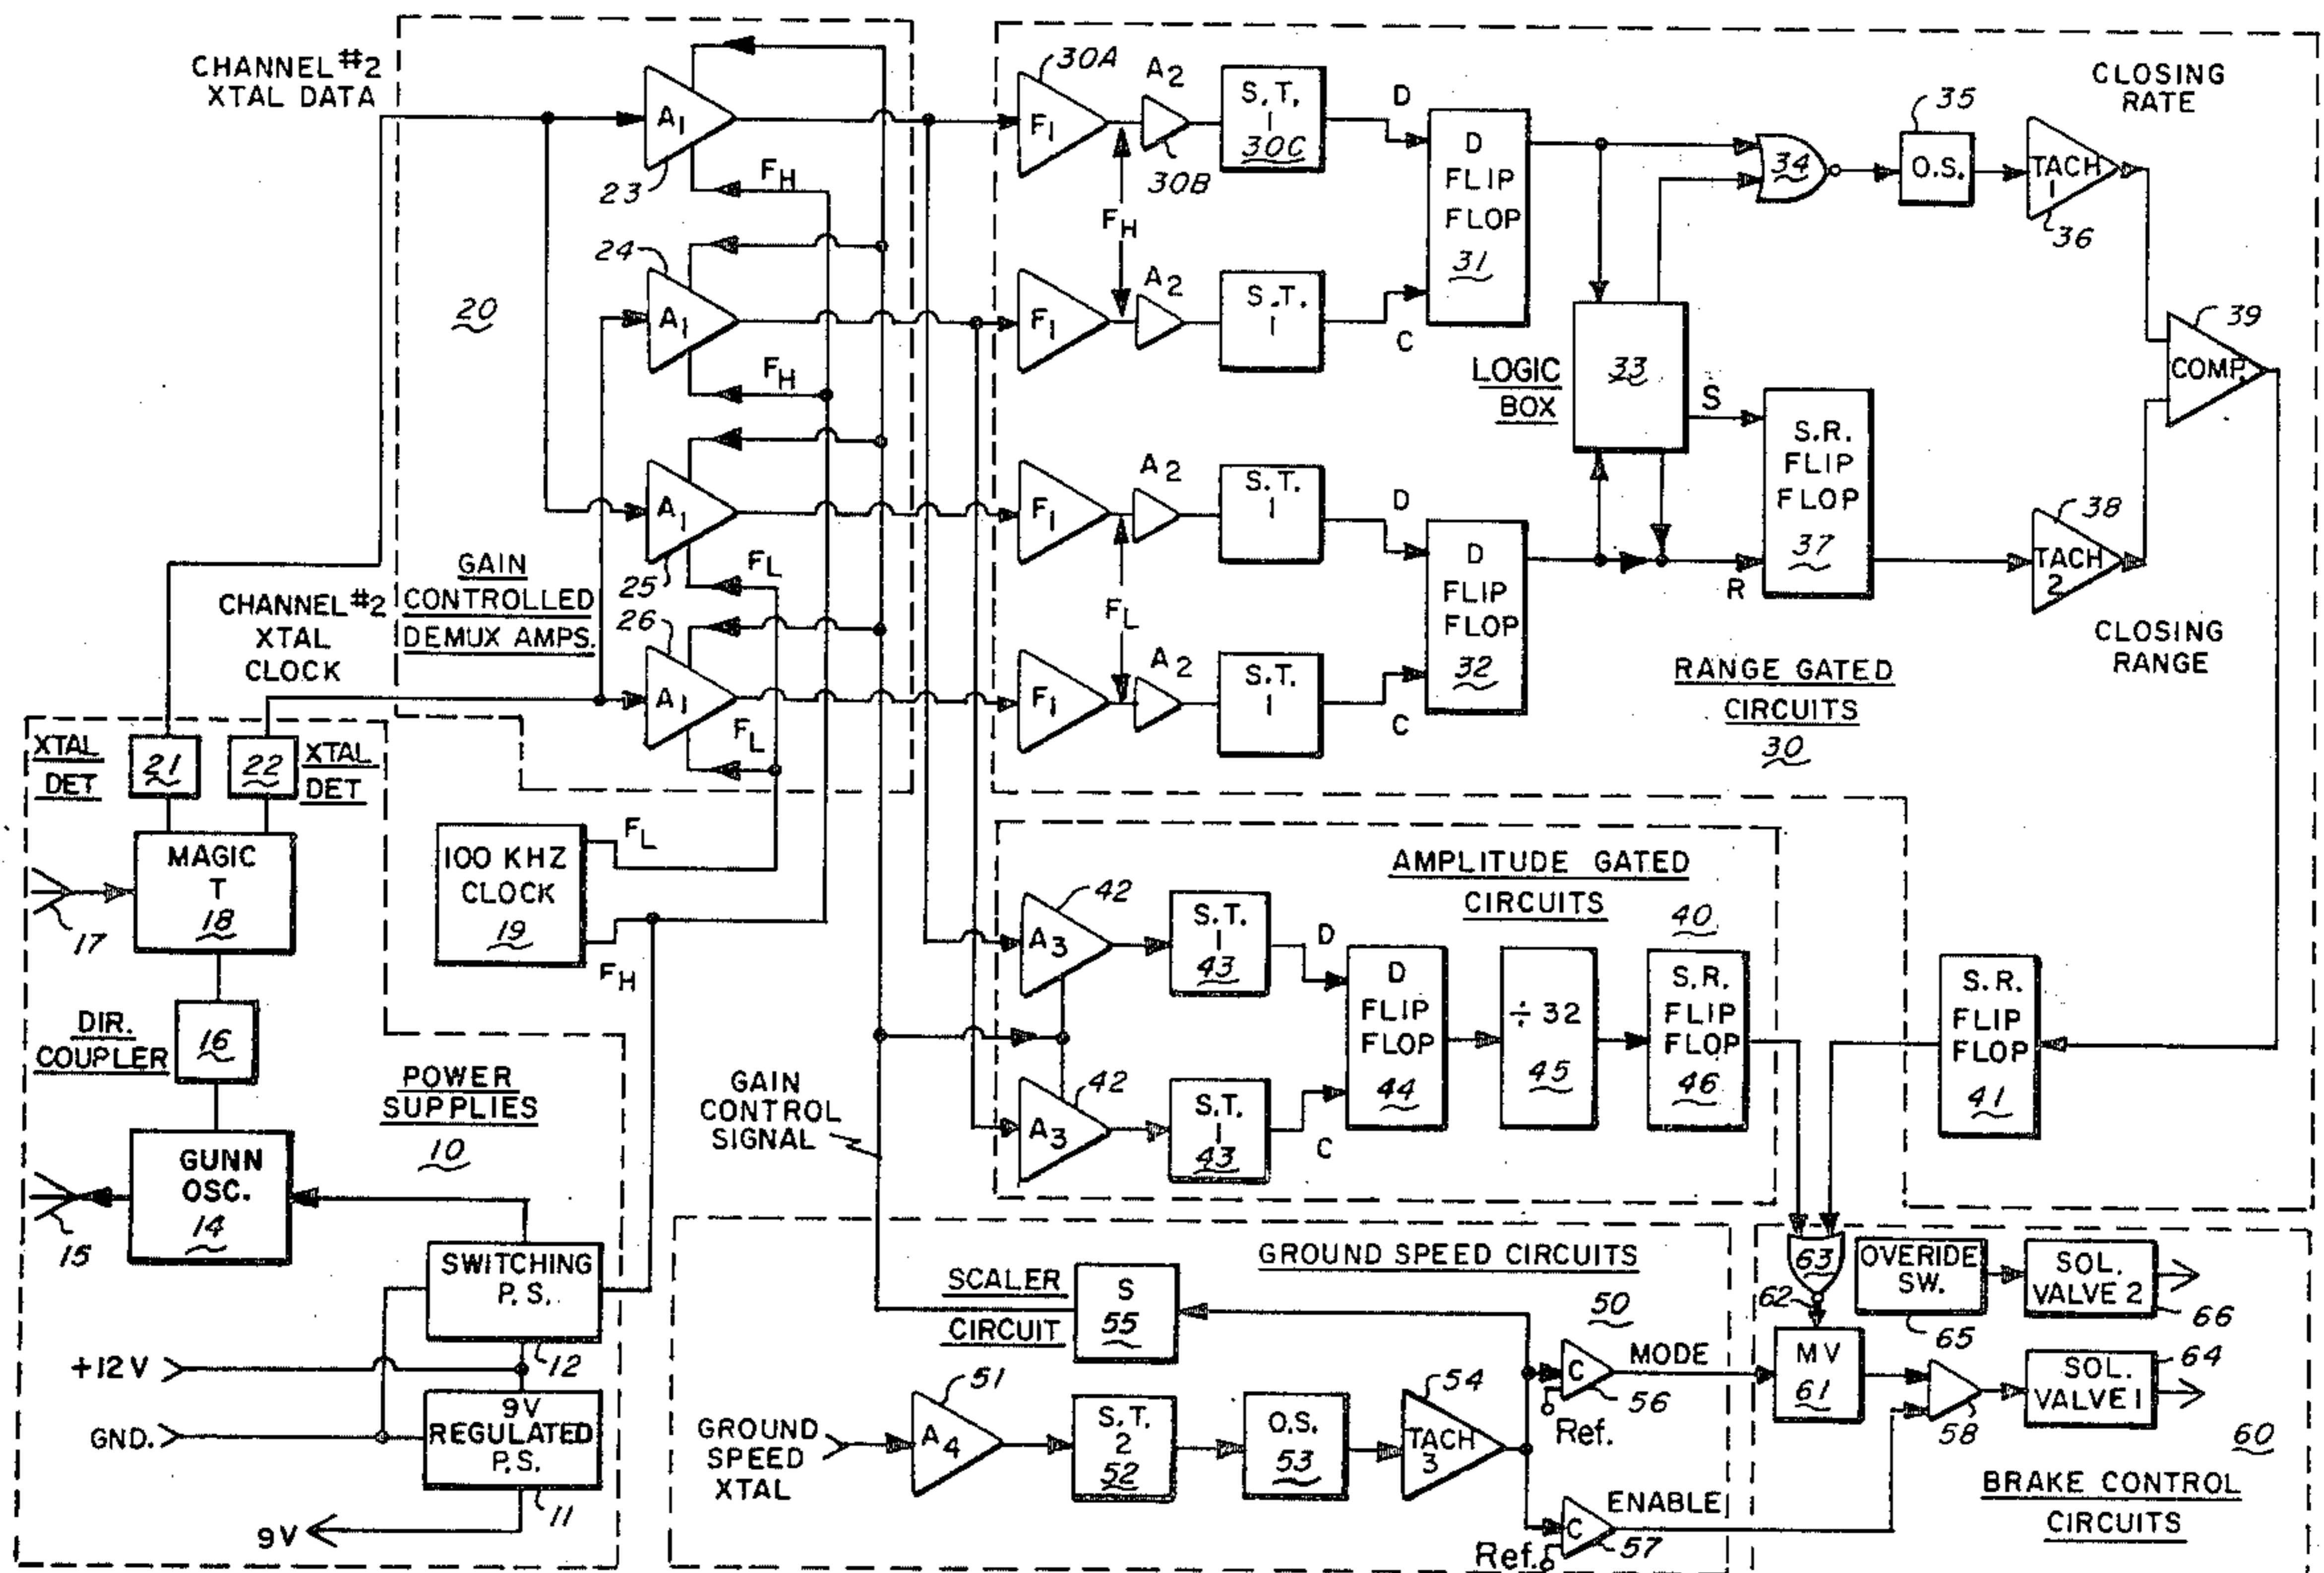 CHANNEL #2
XTAL DATA
A1
23
FH
24
A1
FH
20
A1
25
FL
26
A1
FL
GAIN
CONTROLLED
DEMUX AMPS.
CHANNEL #2
XTAL
CLOCK
30A
F1
A2
30B
S.T.
1
30C
D
FH
F1
A2
S.T.
1
C
D
FLIP
FLOP
31
F1
A2
S.T.
1
D
FL
F1
A2
S.T.
1
C
D
FLIP
FLOP
32
LOGIC
BOX
33
S
R
34
35
O.S.
CLOSING
RATE
TACH
1
36
39
COMP.
S.R.
FLIP
FLOP
37
38
TACH
2
CLOSING
RANGE
RANGE GATED
CIRCUITS
30
XTAL
DET
21
22
XTAL
DET
MAGIC
T
18
17
DIR.
COUPLER
16
POWER
SUPPLIES
10
GUNN
OSC.
14
15
SWITCHING
P.S.
12
+12V
GND.
9V
REGULATED
P.S.
11
9V
100 KHZ
CLOCK
19
FL
FH
AMPLITUDE GATED
CIRCUITS
40
42
A3
S.T.
1
43
D
42
A3
S.T.
1
43
C
D
FLIP
FLOP
44
÷ 32
45
S.R.
FLIP
FLOP
46
S.R.
FLIP
FLOP
41
GAIN
CONTROL
SIGNAL
GROUND SPEED CIRCUITS
50
SCALER
CIRCUIT
S
55
GROUND
SPEED
XTAL
51
A4
S.T.
2
52
O.S.
53
54
TACH
3
C
56
Ref.
MODE
C
57
Ref.
ENABLE
63
62
MV
61
OVERIDE
SW.
65
SOL.
VALVE 2
66
58
SOL.
VALVE 1
64
60
BRAKE CONTROL
CIRCUITS